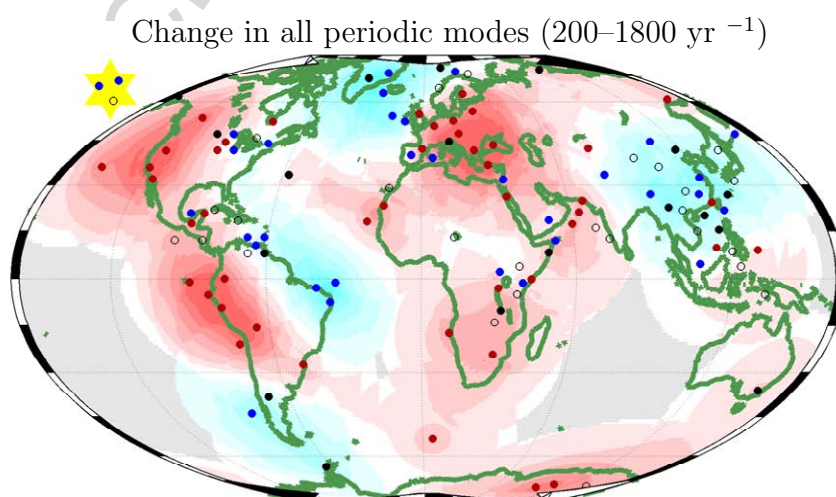 Change in all periodic modes (200–1800 yr ⁻¹)